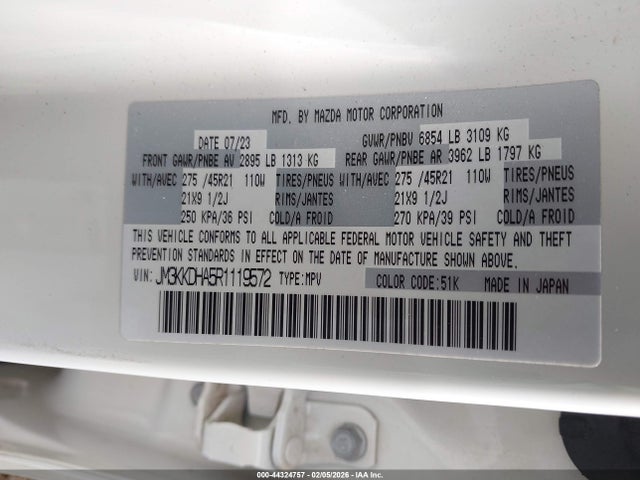 MFD. BY MAZDA MOTOR CORPORATION
DATE 07/23 GVWR/PNBV 6854 LB 3109 KG
FRONT GAWR/PNBE AV 2895 LB 1313 KG REAR GAWR/PNBE AR 3962 LB 1797 KG
WITH/AVEC 275 /45R21 110W TIRES/PNEUS WITH/AVEC 275 /45R21 110W TIRES/PNEUS
21X9 1/2J RIMS/JANTES 21X9 1/2J RIMS/JANTES
250 KPA/36 PSI COLD/A FROID 270 KPA/39 PSI COLD/A FROID
THIS VEHICLE CONFORMS TO ALL APPLICABLE FEDERAL MOTOR VEHICLE SAFETY AND THEFT
PREVENTION STANDARDS IN EFFECT ON THE DATE OF MANUFACTURE SHOWN ABOVE.
VIN: JM3KKDHA5R1119572 TYPE:MPV COLOR CODE:51K MADE IN JAPAN
000-44324757 - 02/05/2026 - IAA Inc.